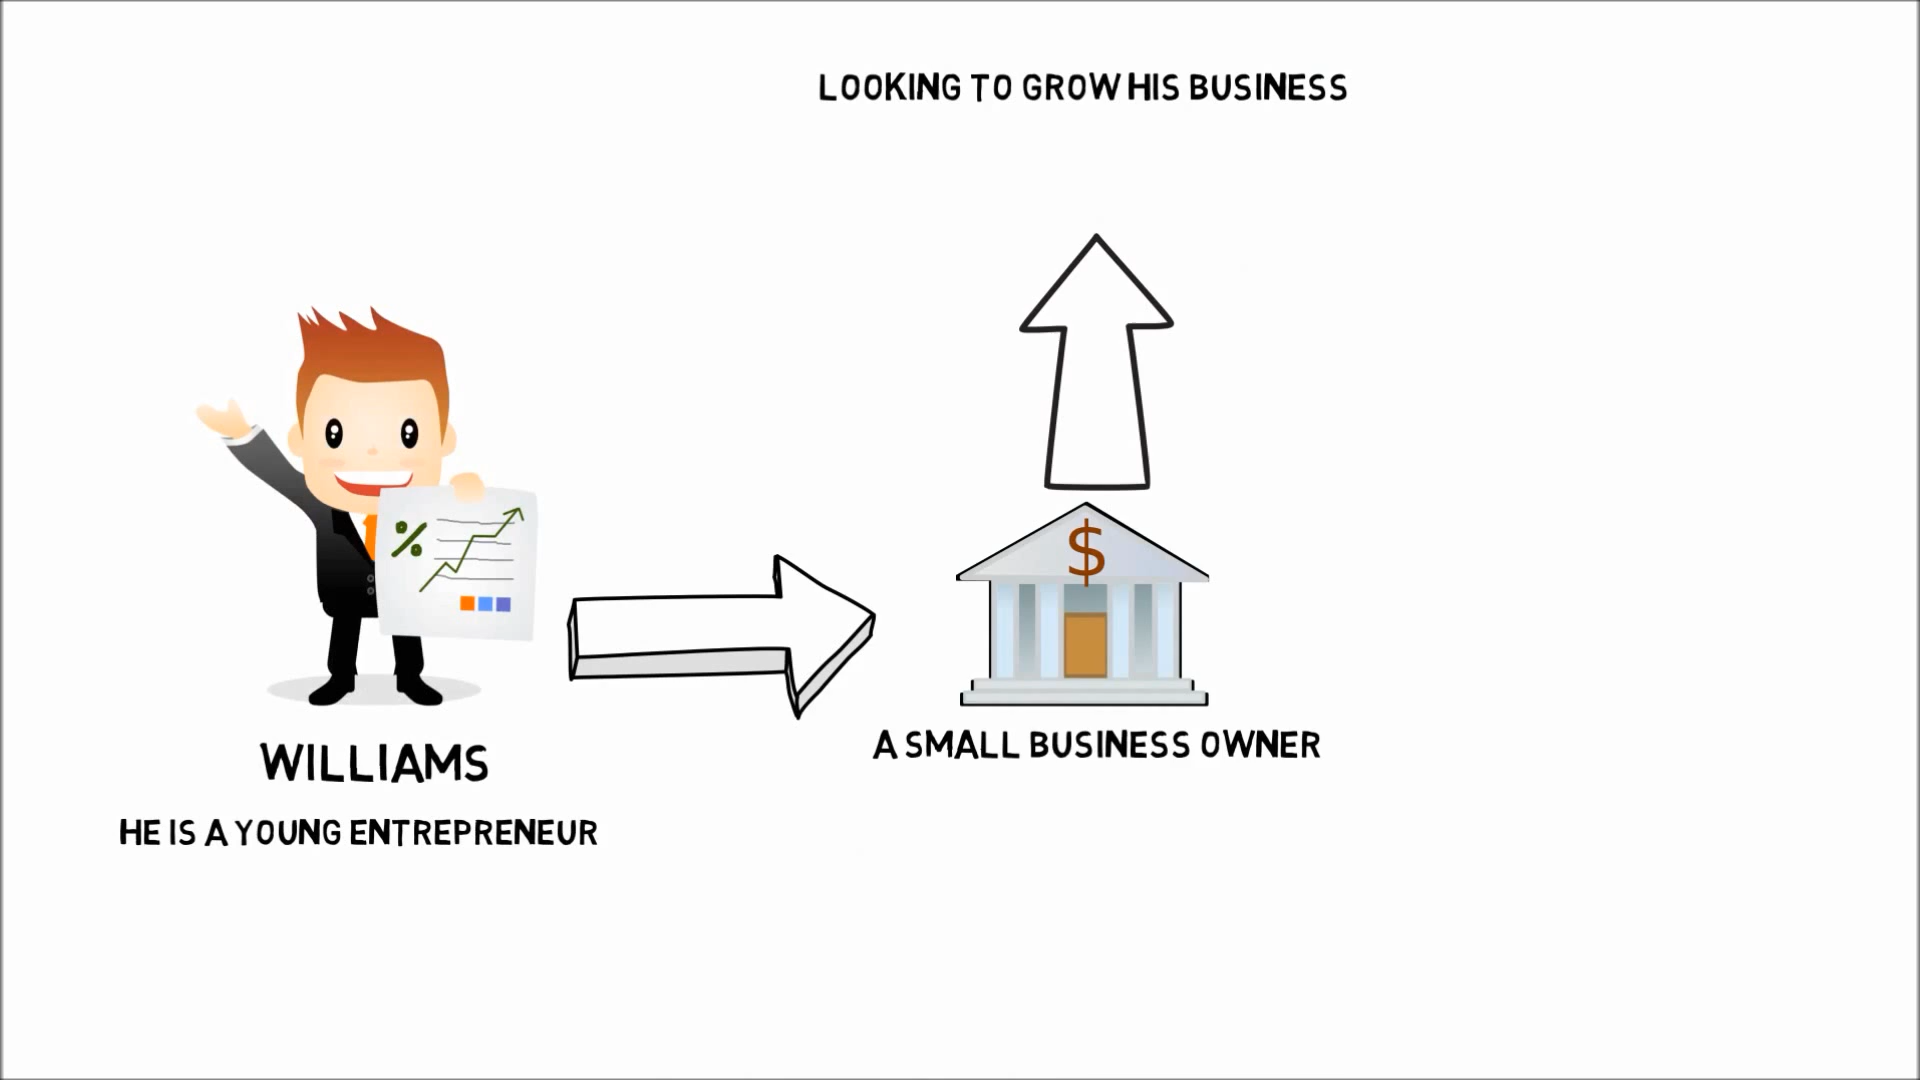 LOOKING TO GROW HIS BUSINESS
%
$
WILLIAMS
A SMALL BUSINESS OWNER
HE IS A YOUNG ENTREPRENEUR